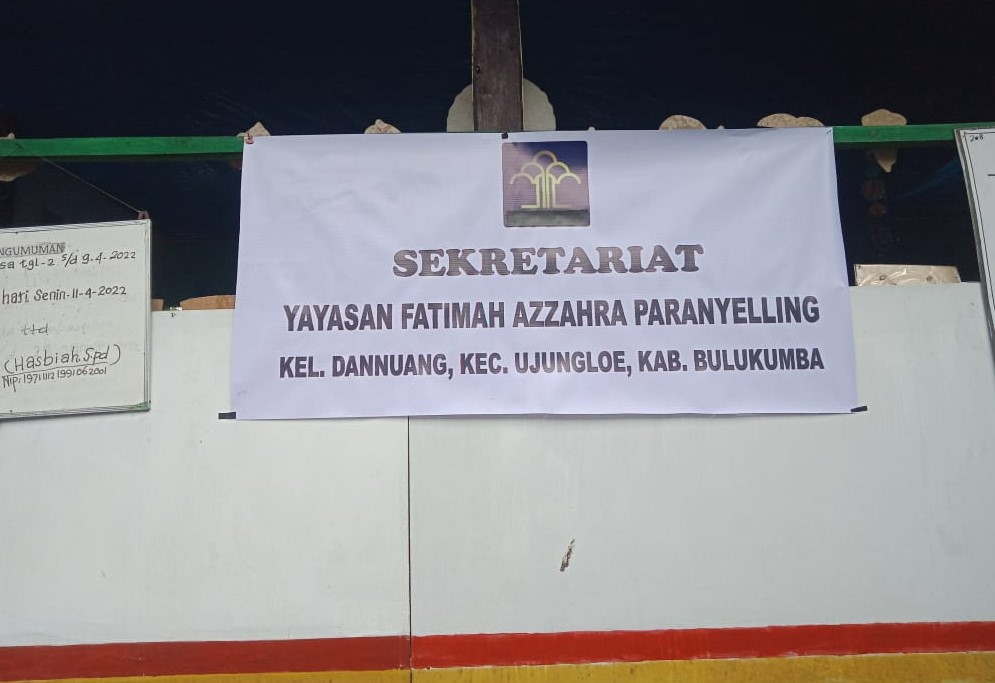 SEKRETARIAT
YAYASAN FATIMAH AZZAHRA PARANYELLING
KEL. DANNUANG, KEC. UJUNGLOE, KAB. BULUKUMBA
NGUMUMAN
sa tgl-2 s/d 9-4-2022
hari Senin-11-4-2022
ttd
(Hasbiah.Spd)